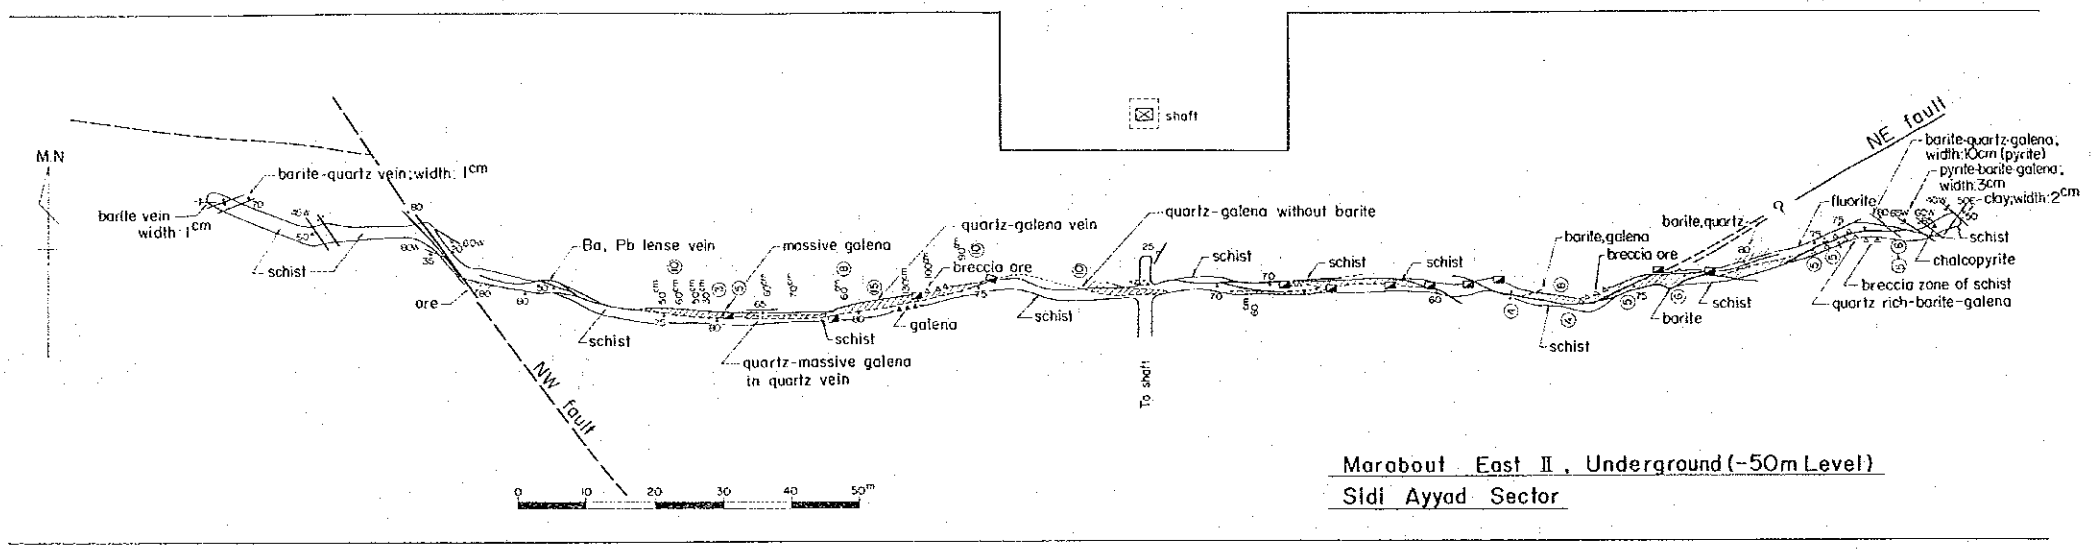 shaft
M.N
barite-quartz vein; width: 1cm
barite vein
width: 1cm
schist
ore
NW fault
Ba, Pb lense vein
schist
massive galena
quartz-massive galena
in quartz vein
schist
quartz-galena vein
breccia ore
galena
schist
quartz-galena without barite
25
To shaft
schist
70
schist
schist
barite, galena
schist
breccia ore
barite, quartz
barite
schist
?
NE fault
fluorite
barite-quartz-galena;
width: 10cm (pyrite)
pyrite-barite-galena;
width: 3cm
clay; width: 2cm
schist
chalcopyrite
breccia zone of schist
quartz rich-barite-galena
0 10 20 30 40 50m
Marabout East II, Underground (-50m Level)
Sidi Ayyad Sector